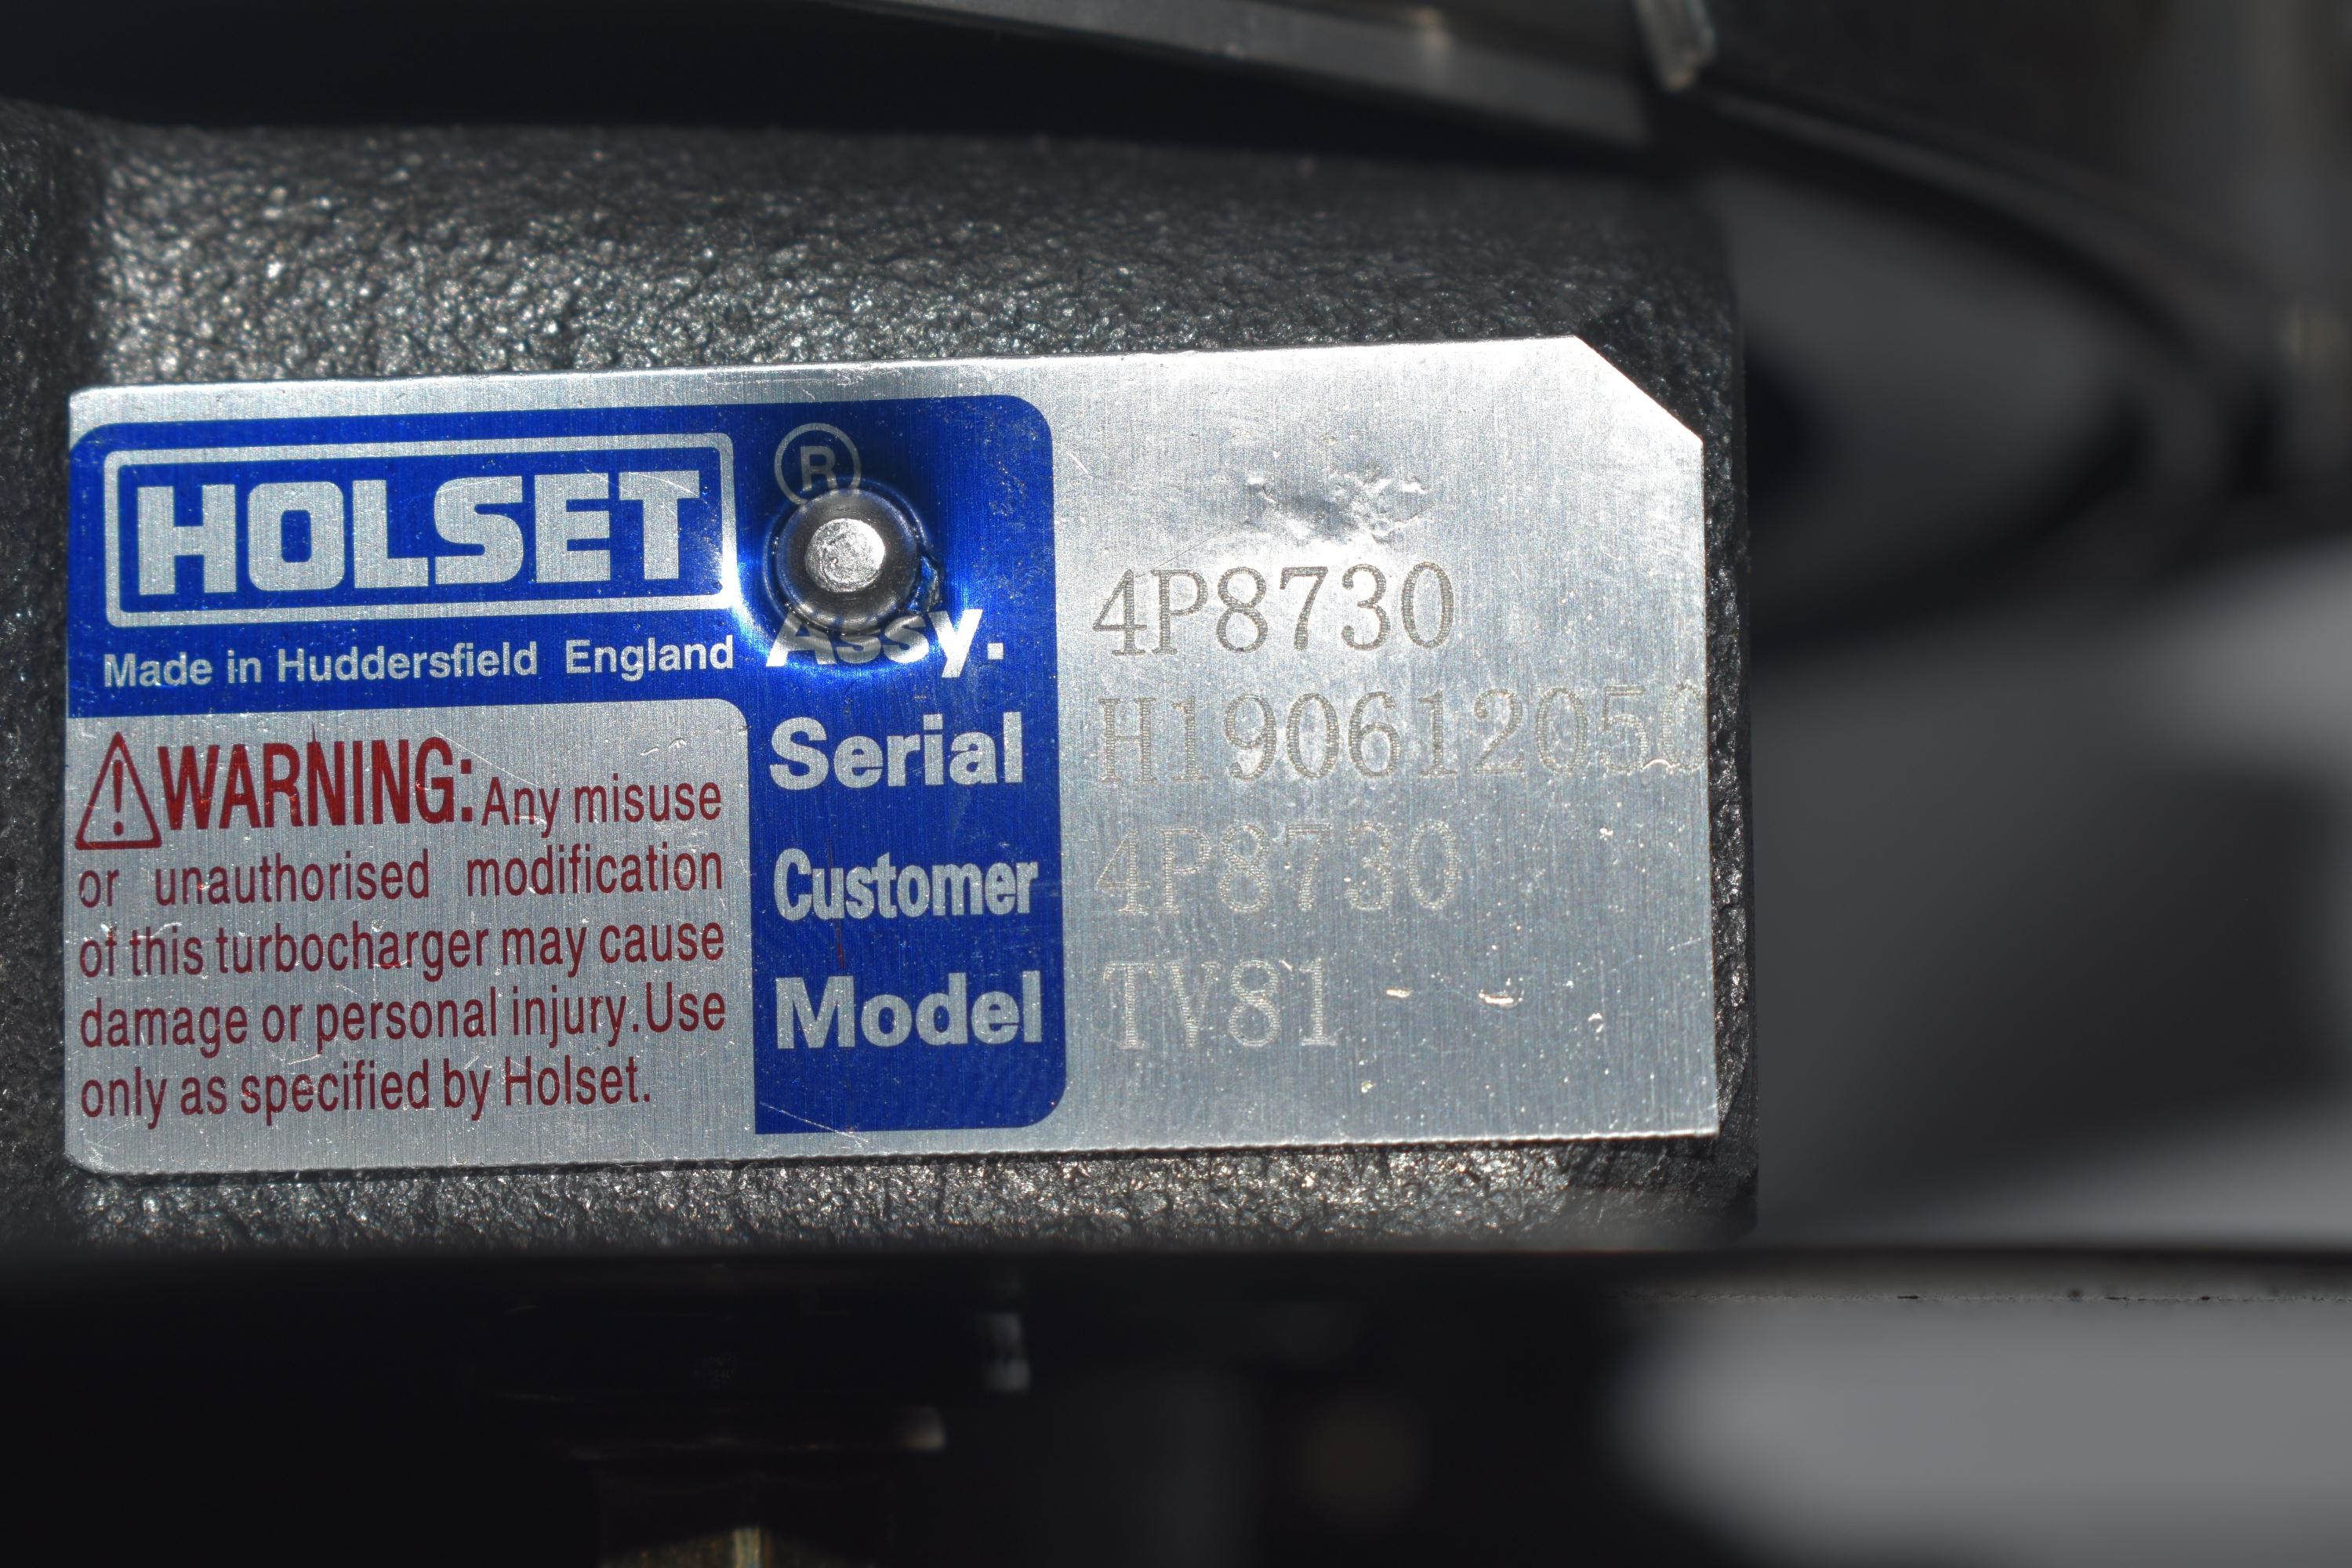 HOLSET ®
Made in Huddersfield England
⚠WARNING: Any misuse
or unauthorised modification
of this turbocharger may cause
damage or personal injury.Use
only as specified by Holset.
Assy. 4P8730
Serial H190612050
Customer 4P8730
Model TV81